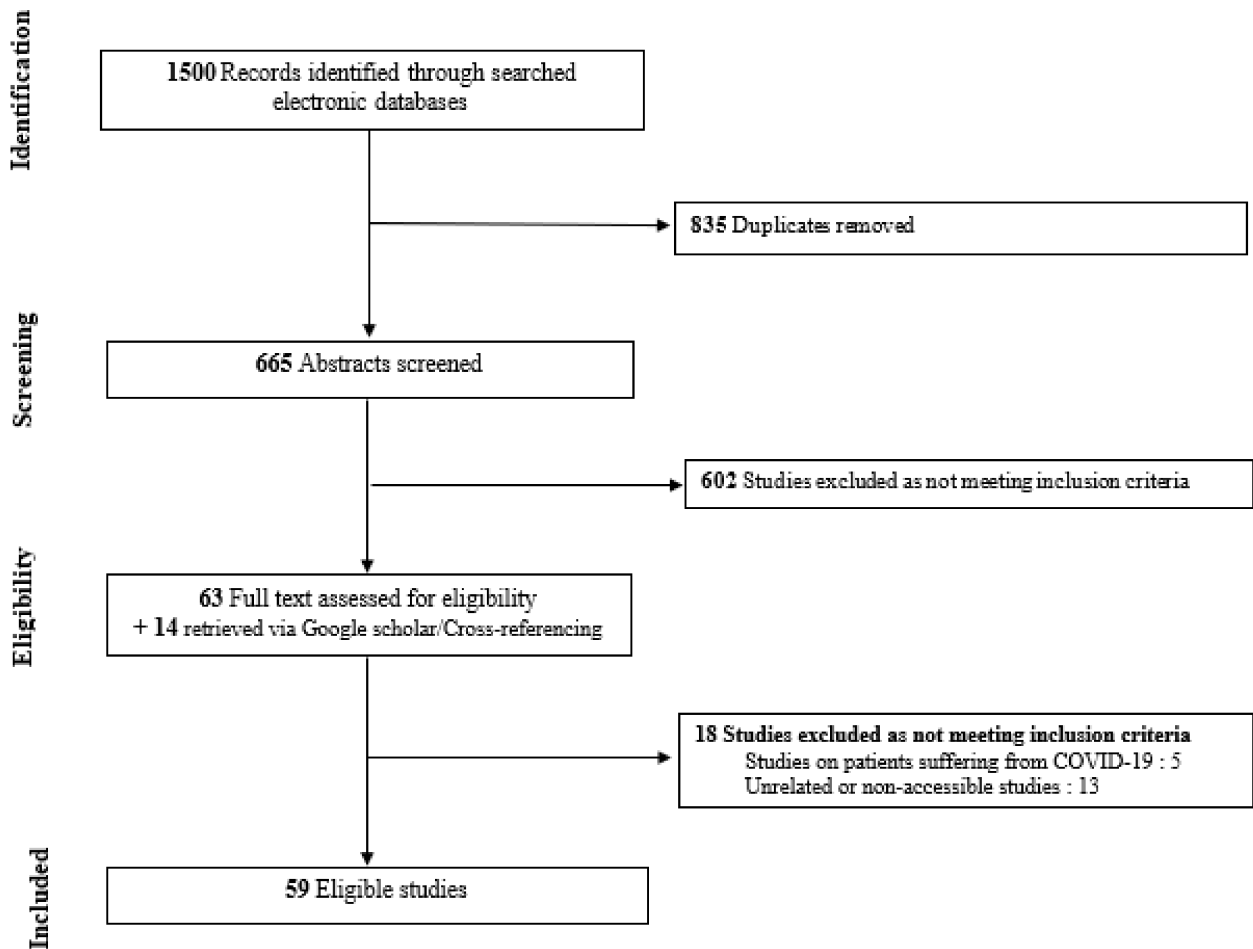 Identification
1500 Records identified through searched
electronic databases
835 Duplicates removed
Screening
665 Abstracts screened
602 Studies excluded as not meeting inclusion criteria
Eligibility
63 Full text assessed for eligibility
+ 14 retrieved via Google scholar/Cross-referencing
18 Studies excluded as not meeting inclusion criteria
Studies on patients suffering from COVID-19 : 5
Unrelated or non-accessible studies : 13
Included
59 Eligible studies